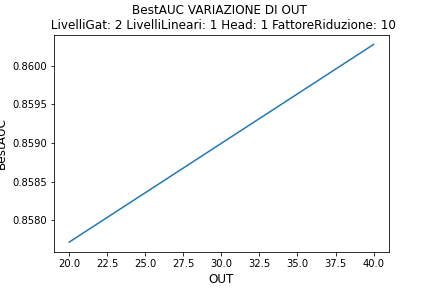 BestAUC VARIAZIONE DI OUT
LivelliGat: 2 LivelliLineari: 1 Head: 1 FattoreRiduzione: 10
0.8600
0.8595
0.8590
0.8585
0.8580
BestAUC
20.0 22.5 25.0 27.5 30.0 32.5 35.0 37.5 40.0
OUT